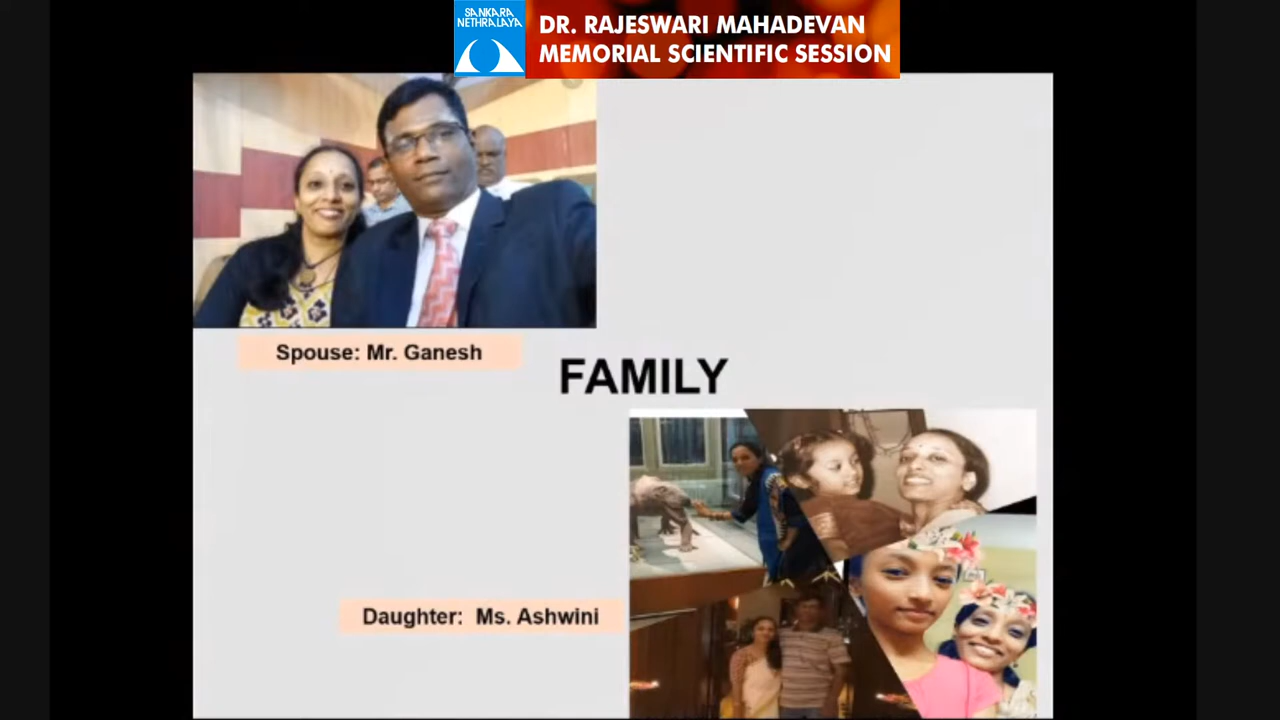 SANKARA
NETHRALAYA
DR. RAJESWARI MAHADEVAN
MEMORIAL SCIENTIFIC SESSION
Spouse: Mr. Ganesh
FAMILY
Daughter: Ms. Ashwini